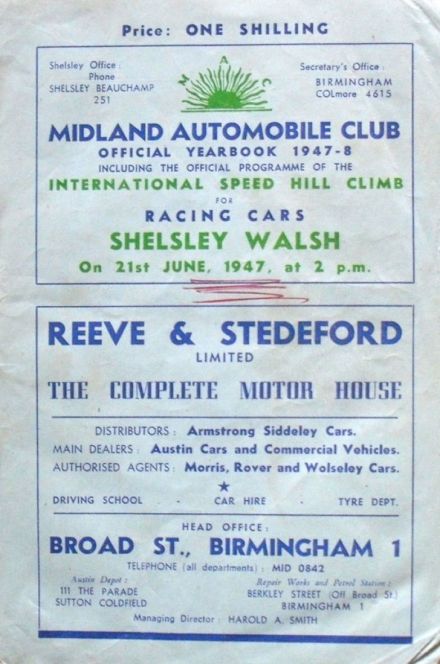 Price: ONE SHILLING
Shelsley Office:
Phone
SHELSLEY BEAUCHAMP
251
M A C
Secretary's Office:
BIRMINGHAM
COLmore 4615
MIDLAND AUTOMOBILE CLUB
OFFICIAL YEARBOOK 1947-8
INCLUDING THE OFFICIAL PROGRAMME OF THE
INTERNATIONAL SPEED HILL CLIMB
FOR
RACING CARS
SHELSLEY WALSH
On 21st JUNE, 1947, at 2 p.m.
REEVE & STEDEFORD
LIMITED
THE COMPLETE MOTOR HOUSE
DISTRIBUTORS: Armstrong Siddeley Cars.
MAIN DEALERS: Austin Cars and Commercial Vehicles.
AUTHORISED AGENTS: Morris, Rover and Wolseley Cars.
DRIVING SCHOOL - CAR HIRE - TYRE DEPT.
HEAD OFFICE:
BROAD ST., BIRMINGHAM 1
TELEPHONE (all departments): MID 0842
Austin Depot:
111 THE PARADE
SUTTON COLDFIELD
Repair Works and Petrol Station:
BERKLEY STREET (Off Broad St.)
BIRMINGHAM 1
Managing Director: HAROLD A. SMITH